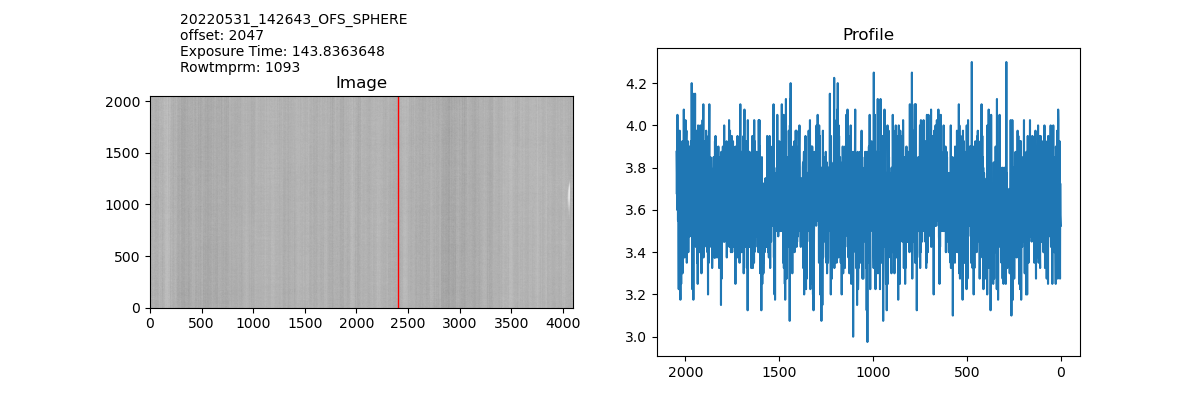 20220531_142643_OFS_SPHERE
offset: 2047
Exposure Time: 143.8363648
Rowtmprm: 1093
Image
2000
1500
1000
500
0
0 500 1000 1500 2000 2500 3000 3500 4000
Profile
4.2
4.0
3.8
3.6
3.4
3.2
3.0
2000 1500 1000 500 0